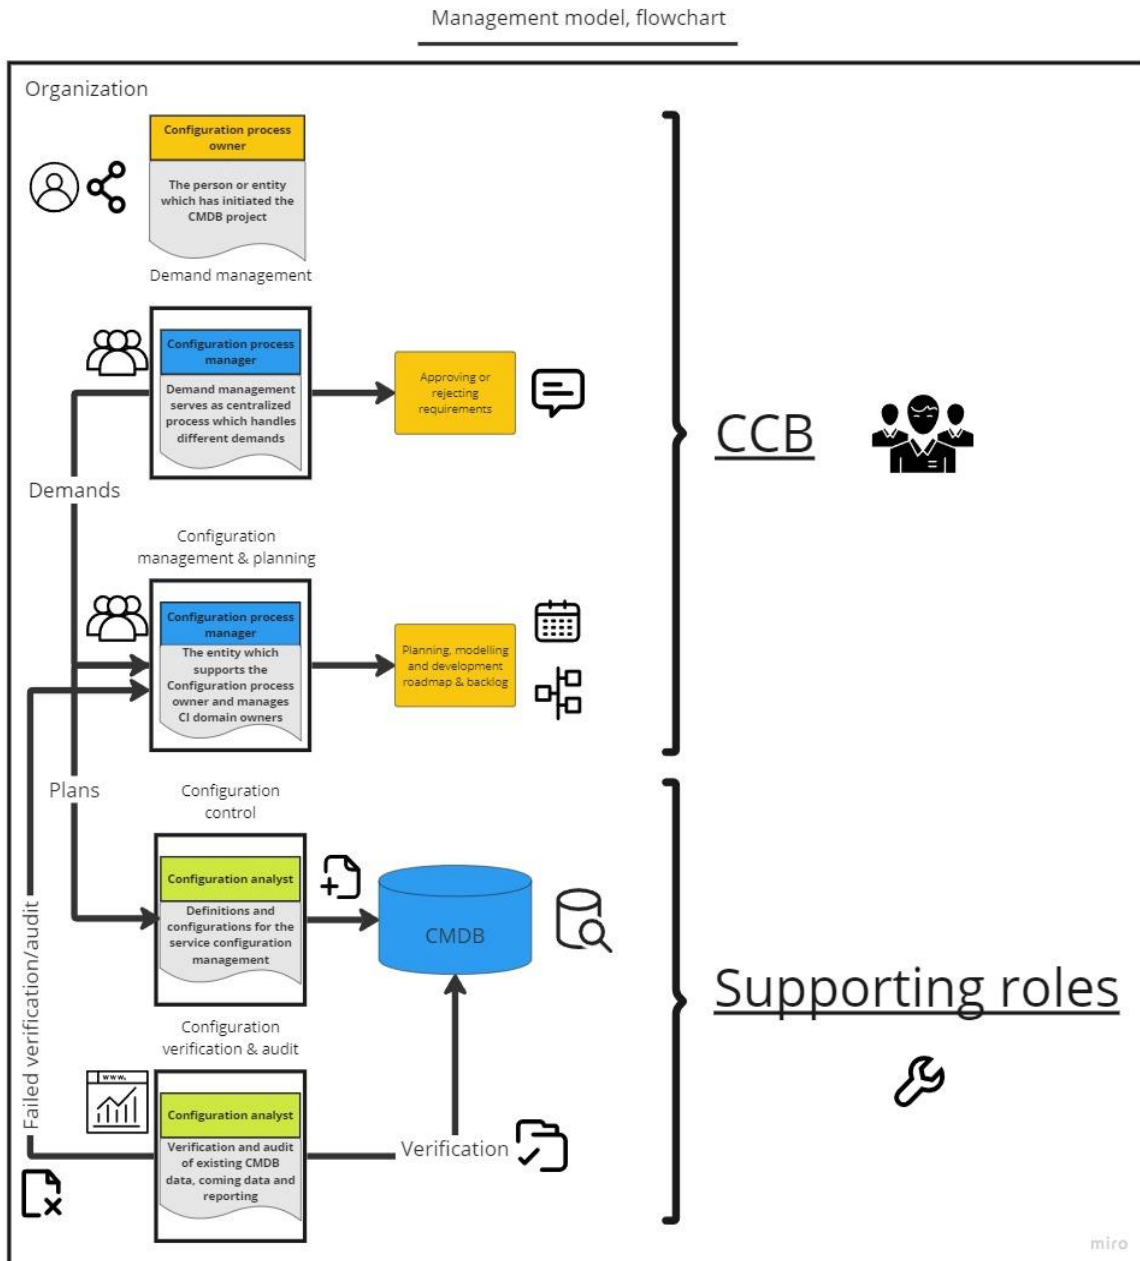 Management model, flowchart
Organization
Configuration process
owner
The person or entity
which has initiated the
CMDB project
Demand management
Configuration process
manager
Demand management
serves as centralized
process which handles
different demands
Approving or
rejecting
requirements
CCB
Demands
Configuration
management & planning
Configuration process
manager
The entity which
supports the
Configuration process
owner and manages
CI domain owners
Planning, modelling
and development
roadmap & backlog
Plans
Configuration
control
Configuration analyst
Definitions and
configurations for the
service configuration
management
CMDB
Supporting roles
Failed verification/audit
Configuration
verification & audit
www.
Configuration analyst
Verification and audit
of existing CMDB
data, coming data and
reporting
Verification
miro